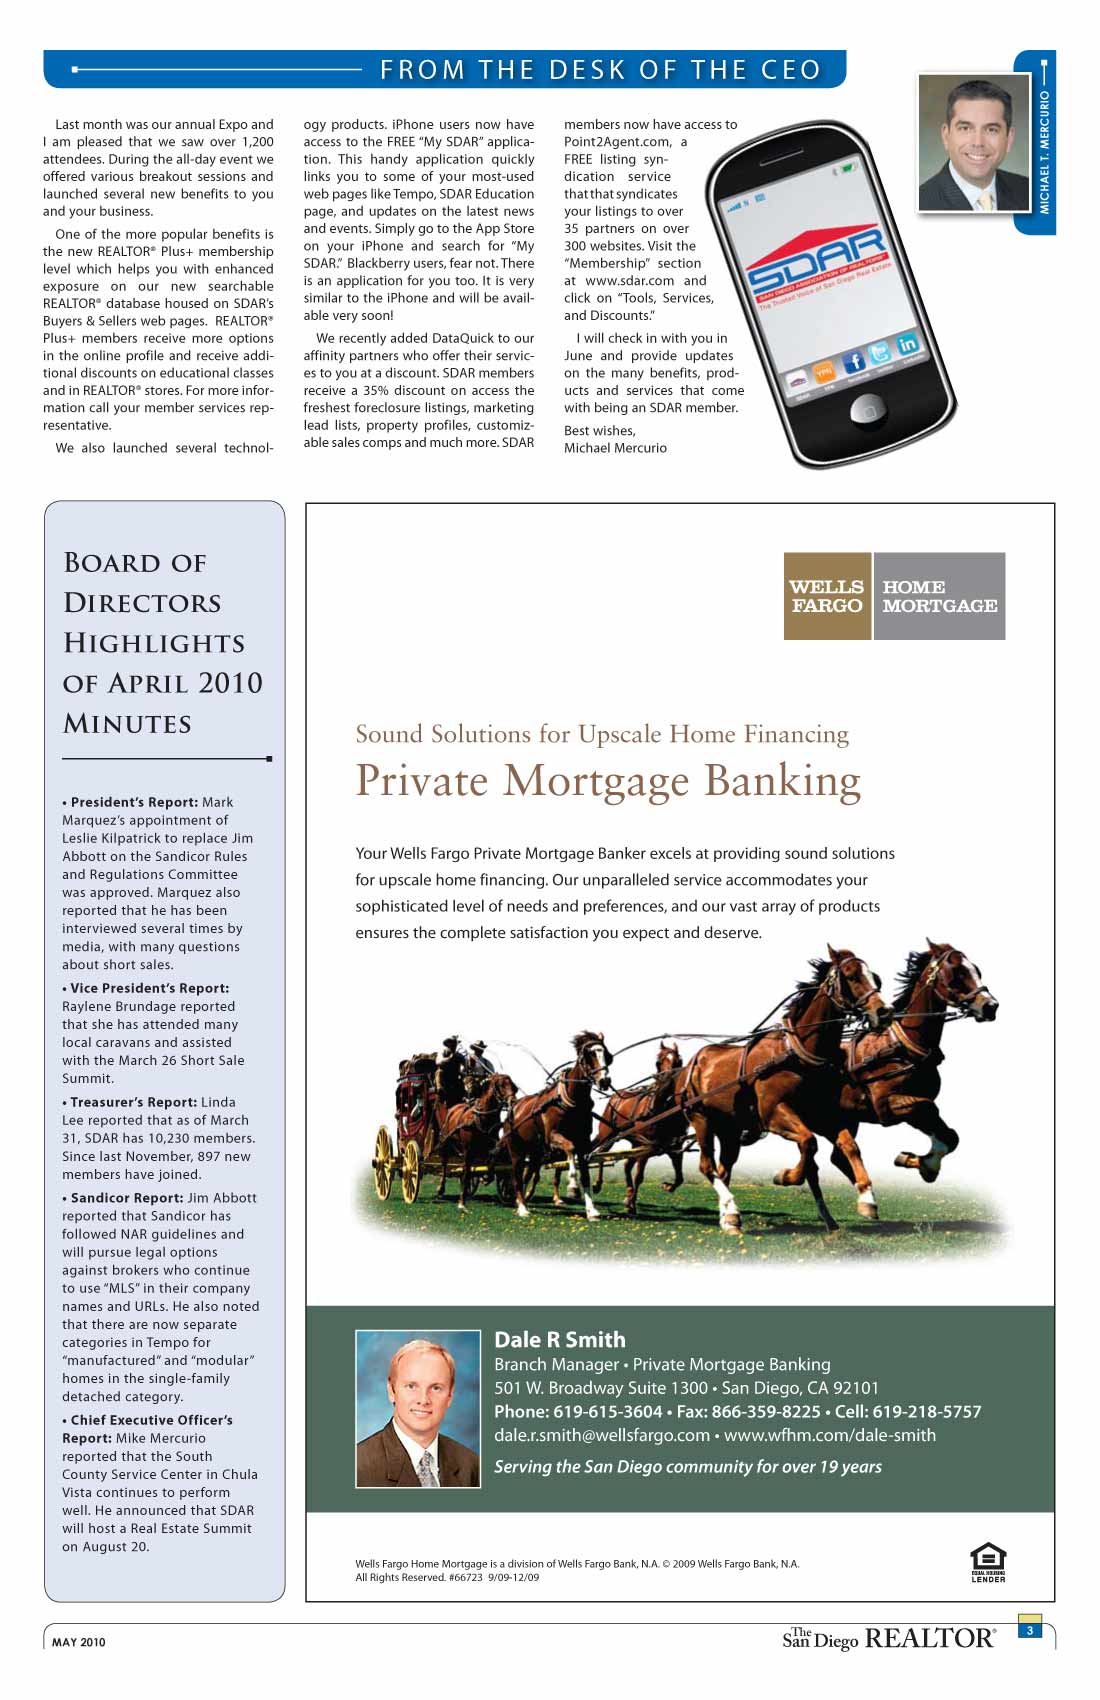 FROM THE DESK OF THE CEO
MICHAEL T. MERCURIO
Last month was our annual Expo and
I am pleased that we saw over 1,200
attendees. During the all-day event we
offered various breakout sessions and
launched several new benefits to you
and your business.
One of the more popular benefits is
the new REALTOR® Plus+ membership
level which helps you with enhanced
exposure on our new searchable
REALTOR® database housed on SDAR's
Buyers & Sellers web pages. REALTOR®
Plus+ members receive more options
in the online profile and receive addi-
tional discounts on educational classes
and in REALTOR® stores. For more infor-
mation call your member services rep-
resentative.
We also launched several technol-
ogy products. iPhone users now have
access to the FREE “My SDAR” applica-
tion. This handy application quickly
links you to some of your most-used
web pages like Tempo, SDAR Education
page, and updates on the latest news
and events. Simply go to the App Store
on your iPhone and search for “My
SDAR.” Blackberry users, fear not. There
is an application for you too. It is very
similar to the iPhone and will be avail-
able very soon!
We recently added DataQuick to our
affinity partners who offer their servic-
es to you at a discount. SDAR members
receive a 35% discount on access the
freshest foreclosure listings, marketing
lead lists, property profiles, customiz-
able sales comps and much more. SDAR
members now have access to
Point2Agent.com, a
FREE listing syn-
dication service
that that syndicates
your listings to over
35 partners on over
300 websites. Visit the
“Membership” section
at www.sdar.com and
click on “Tools, Services,
and Discounts.”
I will check in with you in
June and provide updates
on the many benefits, prod-
ucts and services that come
with being an SDAR member.
Best wishes,
Michael Mercurio
SDAR
SAN DIEGO ASSOCIATION OF REALTORS®
The Trusted Voice of San Diego Real Estate
YPN
f
t
in
BOARD OF
DIRECTORS
HIGHLIGHTS
OF APRIL 2010
MINUTES
• President's Report: Mark
Marquez's appointment of
Leslie Kilpatrick to replace Jim
Abbott on the Sandicor Rules
and Regulations Committee
was approved. Marquez also
reported that he has been
interviewed several times by
media, with many questions
about short sales.
• Vice President's Report:
Raylene Brundage reported
that she has attended many
local caravans and assisted
with the March 26 Short Sale
Summit.
• Treasurer's Report: Linda
Lee reported that as of March
31, SDAR has 10,230 members.
Since last November, 897 new
members have joined.
• Sandicor Report: Jim Abbott
reported that Sandicor has
followed NAR guidelines and
will pursue legal options
against brokers who continue
to use “MLS” in their company
names and URLs. He also noted
that there are now separate
categories in Tempo for
“manufactured” and “modular”
homes in the single-family
detached category.
• Chief Executive Officer's
Report: Mike Mercurio
reported that the South
County Service Center in Chula
Vista continues to perform
well. He announced that SDAR
will host a Real Estate Summit
on August 20.
WELLS
FARGO
HOME
MORTGAGE
Sound Solutions for Upscale Home Financing
Private Mortgage Banking
Your Wells Fargo Private Mortgage Banker excels at providing sound solutions
for upscale home financing. Our unparalleled service accommodates your
sophisticated level of needs and preferences, and our vast array of products
ensures the complete satisfaction you expect and deserve.
Dale R Smith
Branch Manager • Private Mortgage Banking
501 W. Broadway Suite 1300 • San Diego, CA 92101
Phone: 619-615-3604 • Fax: 866-359-8225 • Cell: 619-218-5757
dale.r.smith@wellsfargo.com • www.wfhm.com/dale-smith
Serving the San Diego community for over 19 years
Wells Fargo Home Mortgage is a division of Wells Fargo Bank, N.A. © 2009 Wells Fargo Bank, N.A.
All Rights Reserved. #66723 9/09-12/09
EQUAL HOUSING
LENDER
MAY 2010
The San Diego REALTOR®
3